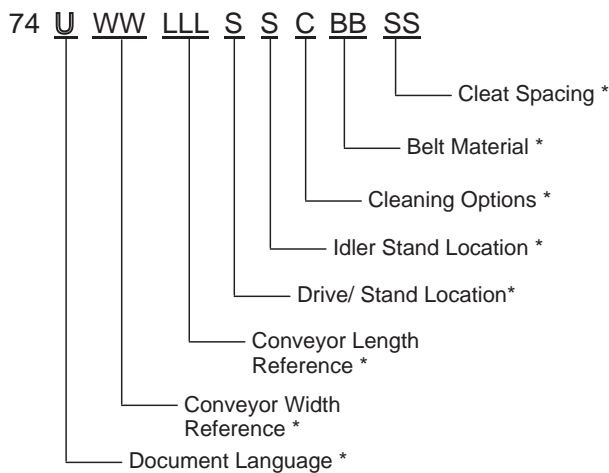 74 U WW LLL S S C BB SS
Cleat Spacing *
Belt Material *
Cleaning Options *
Idler Stand Location *
Drive/ Stand Location*
Conveyor Length
Reference *
Conveyor Width
Reference *
Document Language *